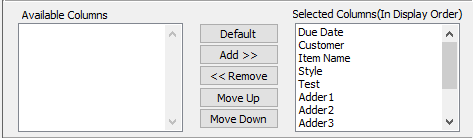 Available Columns
Default
Add >>
<< Remove
Move Up
Move Down
Selected Columns(In Display Order)
Due Date
Customer
Item Name
Style
Test
Adder1
Adder2
Adder3